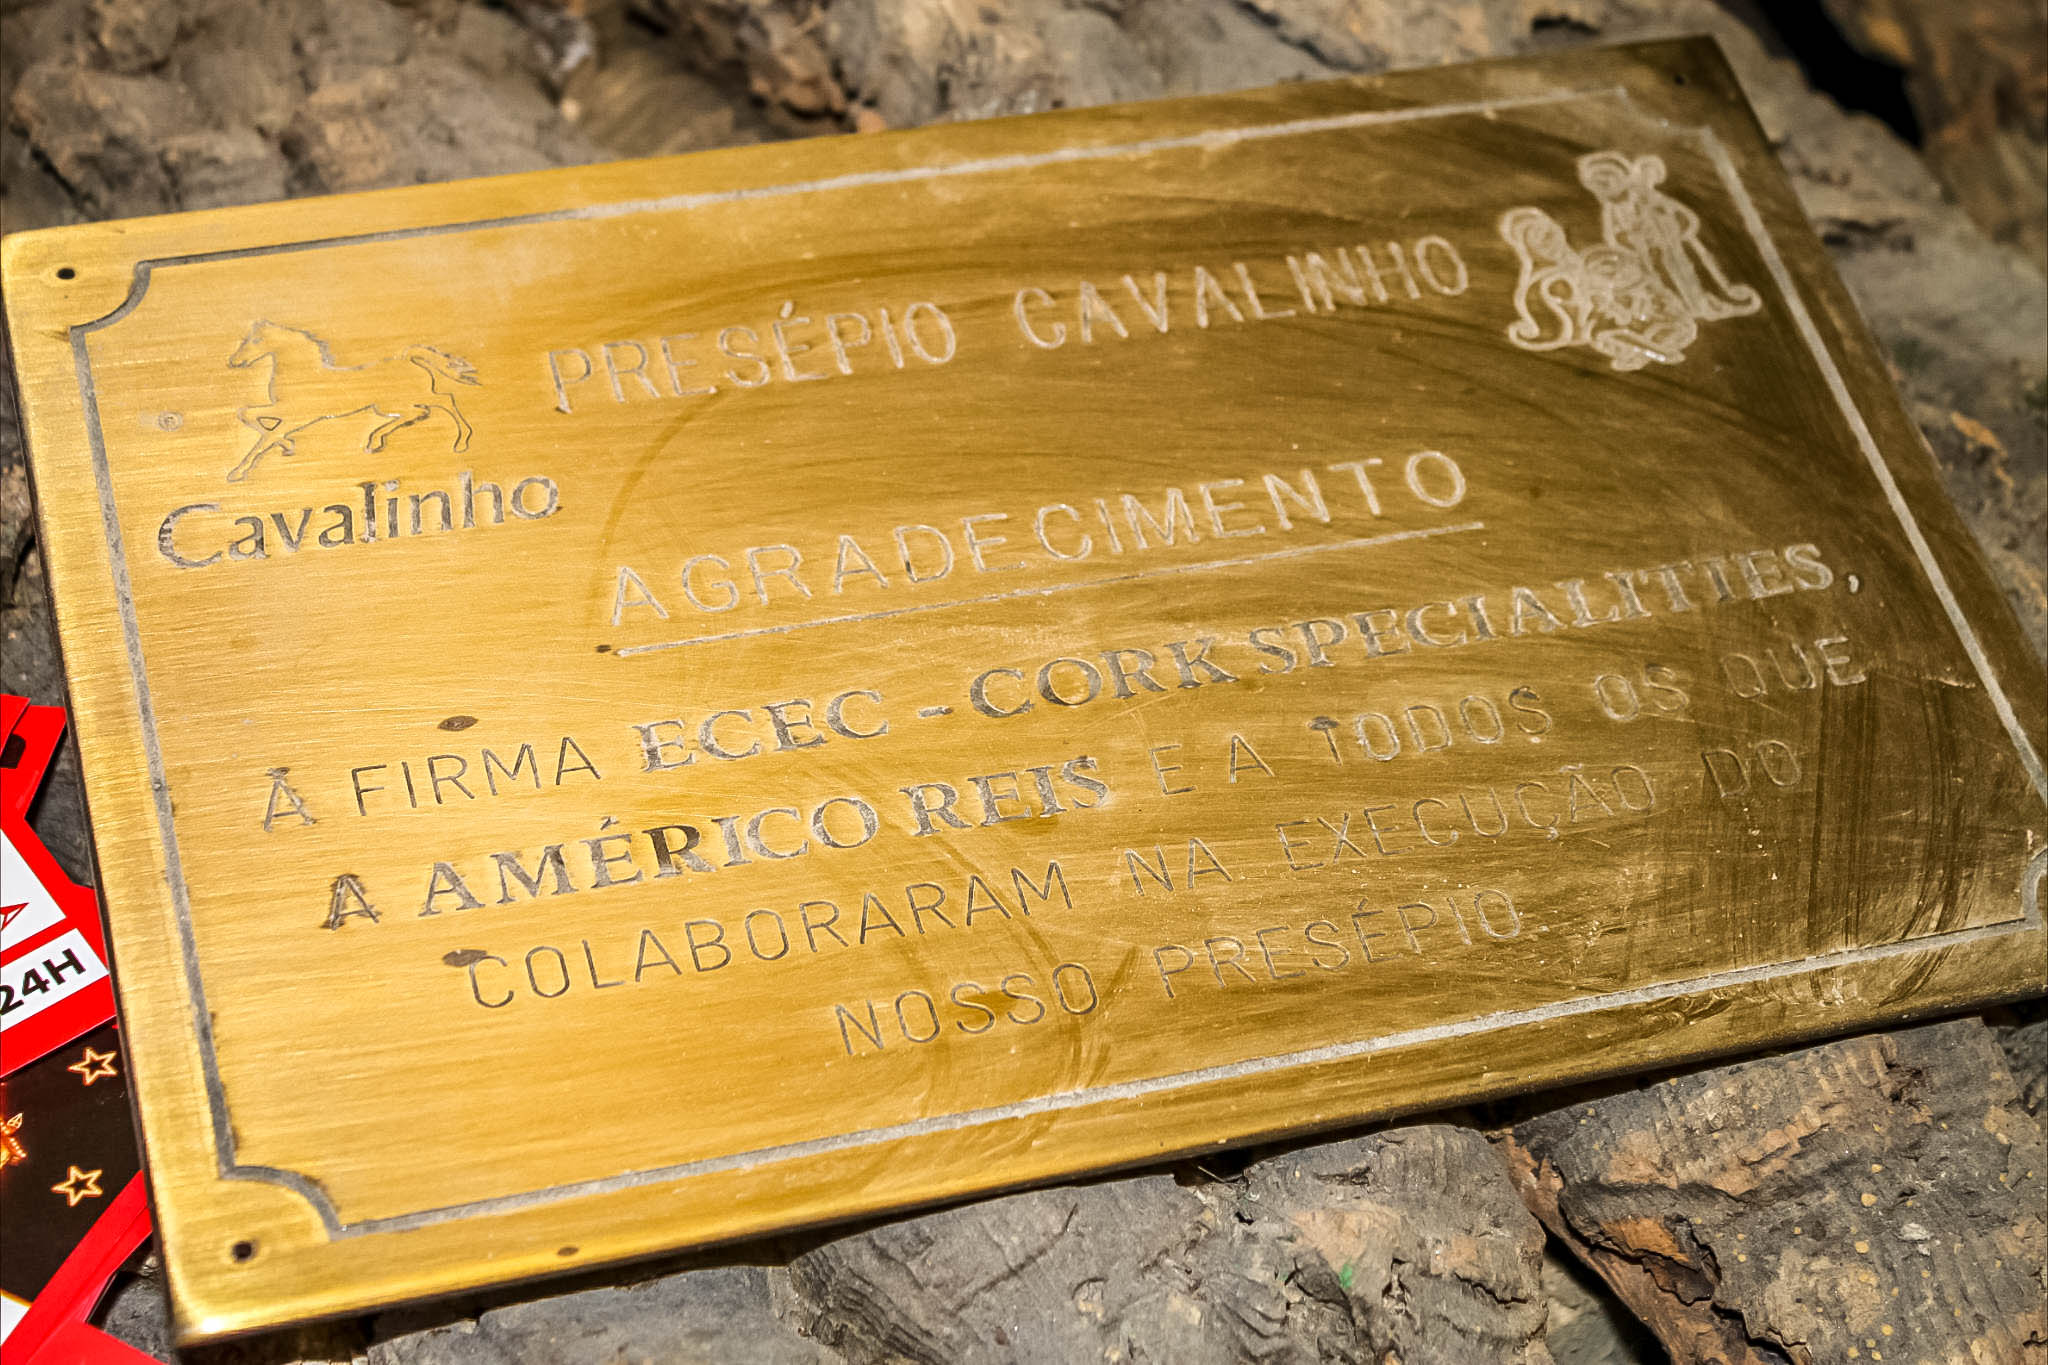 PRESÉPIO CAVALINHO
Cavalinho
AGRADECIMENTO
À FIRMA ECEC - CORK SPECIALITIES,
A AMÉRICO REIS E A TODOS OS QUE
COLABORARAM NA EXECUÇÃO DO
NOSSO PRESÉPIO.
24H